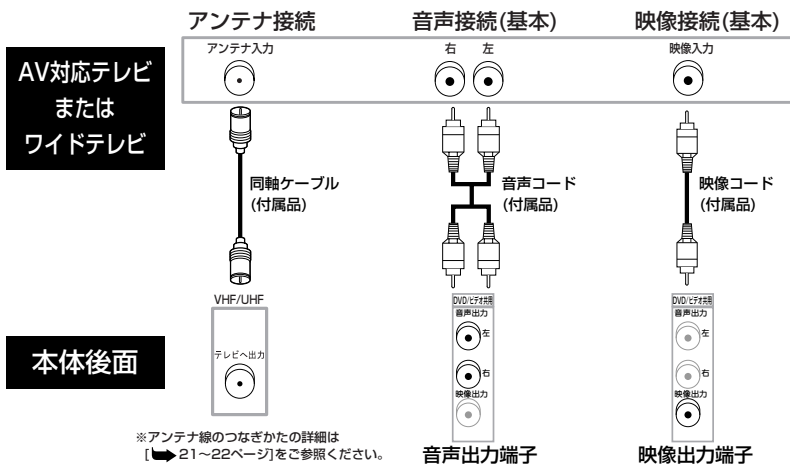 アンテナ接続
音声接続(基本)
映像接続(基本)
AV対応テレビ
または
ワイドテレビ
アンテナ入力
右 左
映像入力
同軸ケーブル
(付属品)
音声コード
(付属品)
映像コード
(付属品)
本体後面
VHF/UHF
テレビへ出力
DVD/ビデオ共用
音声出力
左
右
映像出力
DVD/ビデオ共用
音声出力
左
右
映像出力
※アンテナ線のつなぎかたの詳細は
[ 21〜22ページ]をご参照ください。
音声出力端子
映像出力端子